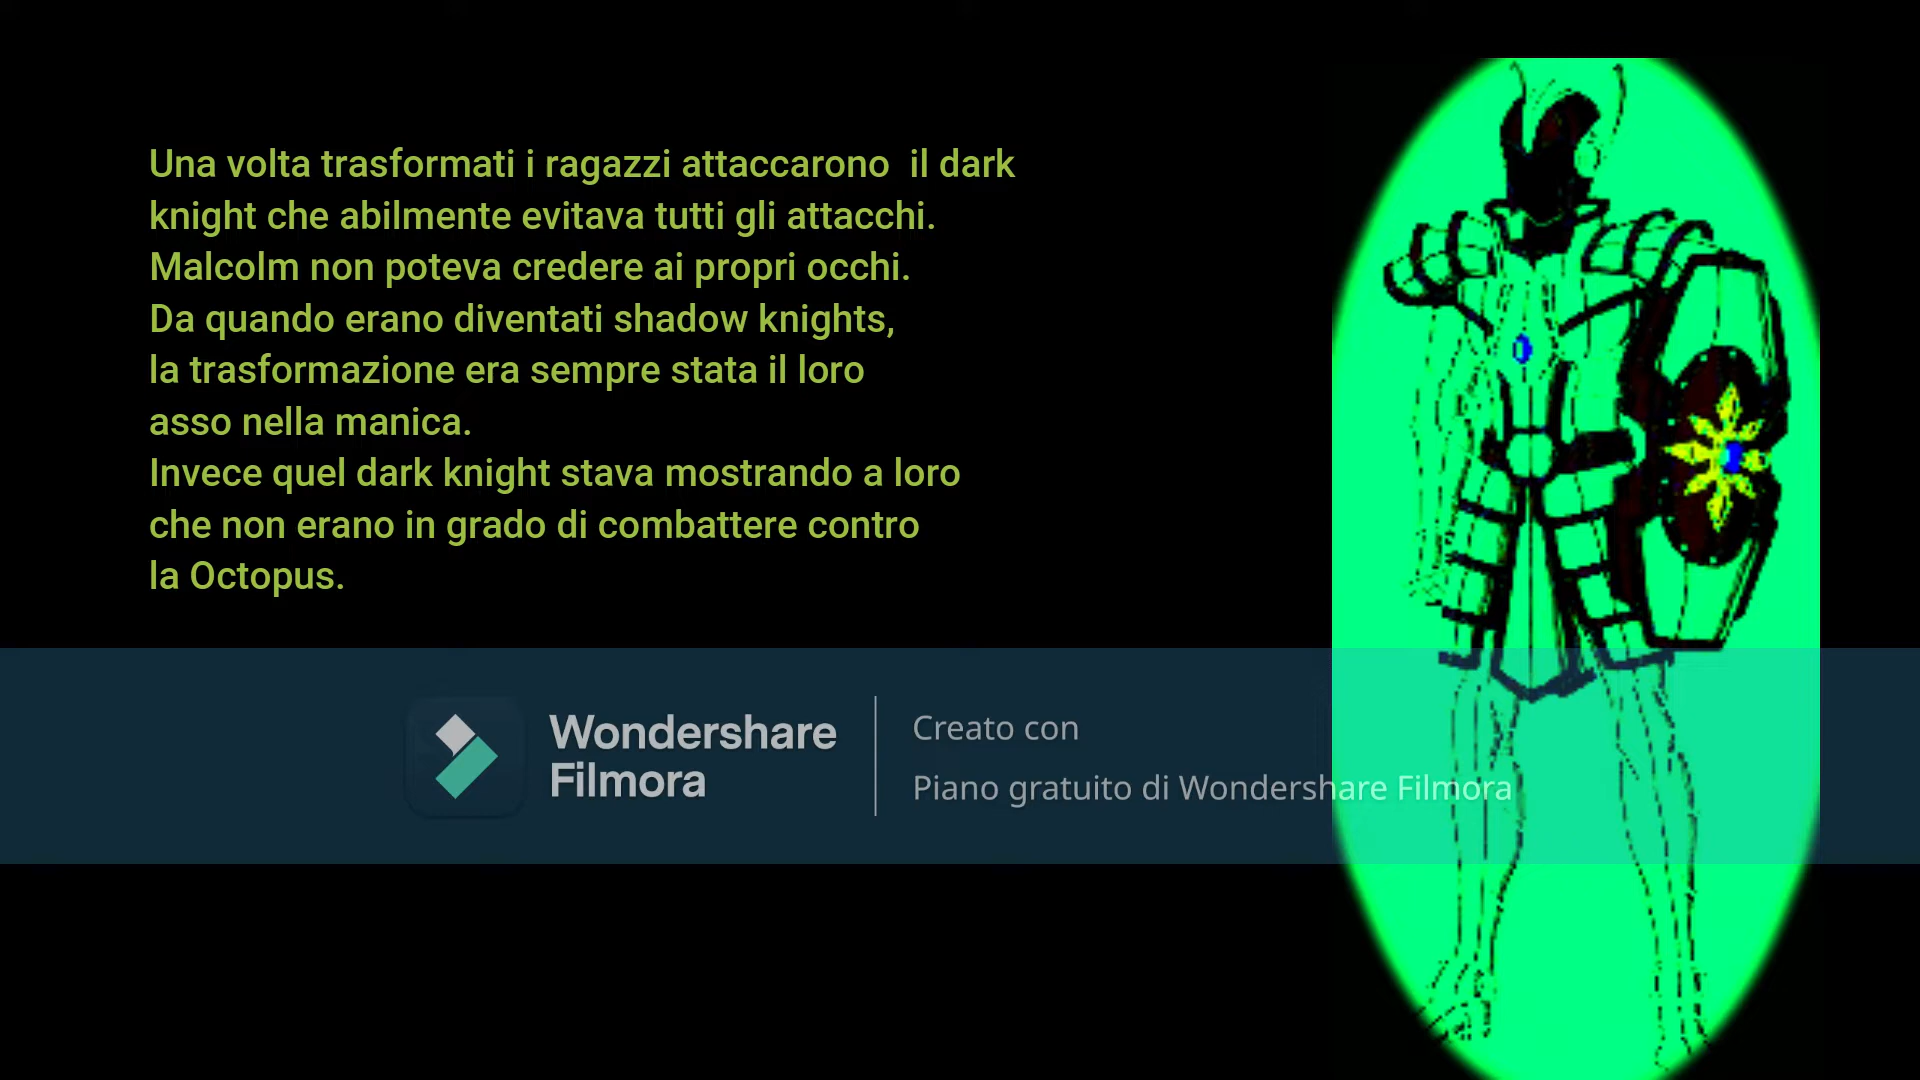 Una volta trasformati i ragazzi attaccarono  il dark
knight che abilmente evitava tutti gli attacchi.
Malcolm non poteva credere ai propri occhi.
Da quando erano diventati shadow knights,
la trasformazione era sempre stata il loro
asso nella manica.
Invece quel dark knight stava mostrando a loro
che non erano in grado di combattere contro
la Octopus.
Wondershare
Filmora
Creato con
Piano gratuito di Wondershare Filmora